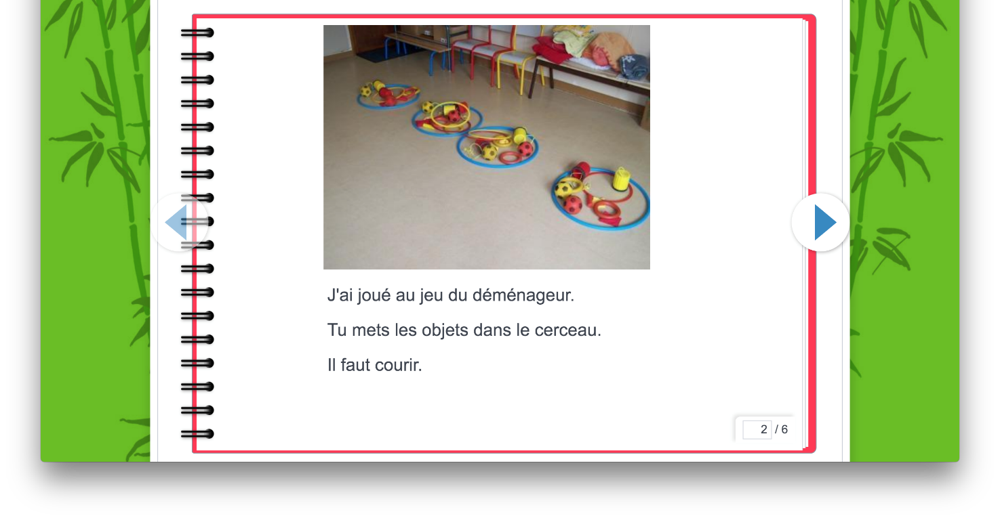 J'ai joué au jeu du déménageur.
Tu mets les objets dans le cerceau.
Il faut courir.
2 / 6